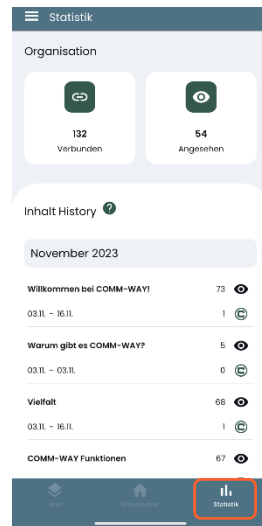 Statistik
Organisation
132
Verbunden
54
Angesehen
Inhalt History ?
November 2023
Willkommen bei COMM-WAY! 73
03.11. - 16.11. 1
Warum gibt es COMM-WAY? 5
03.11. - 03.11. 0
Vielfalt 68
03.11. - 16.11. 1
COMM-WAY Funktionen 67
Inhalt Organisation Statistik